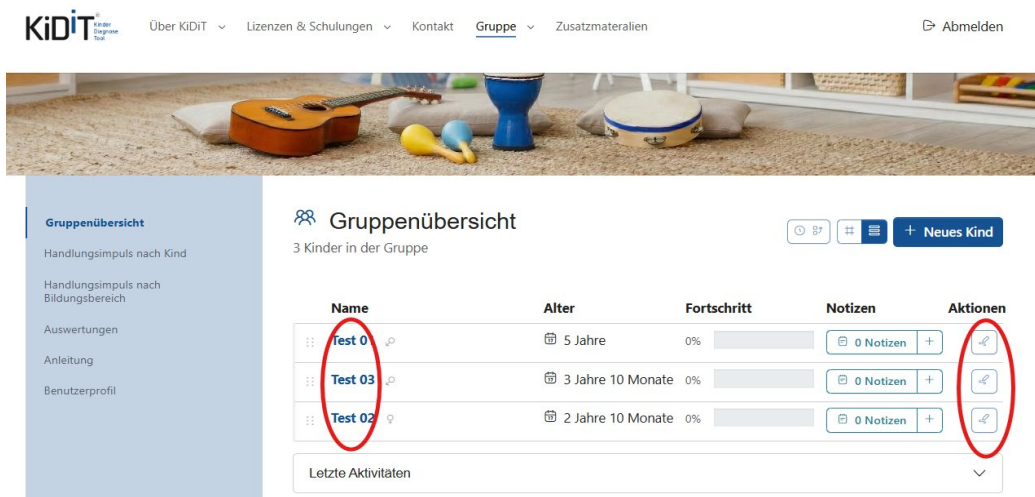 KiDiT Kinder Diagnose Tool
Über KiDiT Lizenzen & Schulungen Kontakt Gruppe Zusatzmateralien Abmelden
Gruppenübersicht
Handlungsimpuls nach Kind
Handlungsimpuls nach
Bildungsbereich
Auswertungen
Anleitung
Benutzerprofil
Gruppenübersicht
3 Kinder in der Gruppe
+ Neues Kind
Name Alter Fortschritt Notizen Aktionen
Test 0 5 Jahre 0% 0 Notizen +
Test 03 3 Jahre 10 Monate 0% 0 Notizen +
Test 02 2 Jahre 10 Monate 0% 0 Notizen +
Letzte Aktivitäten